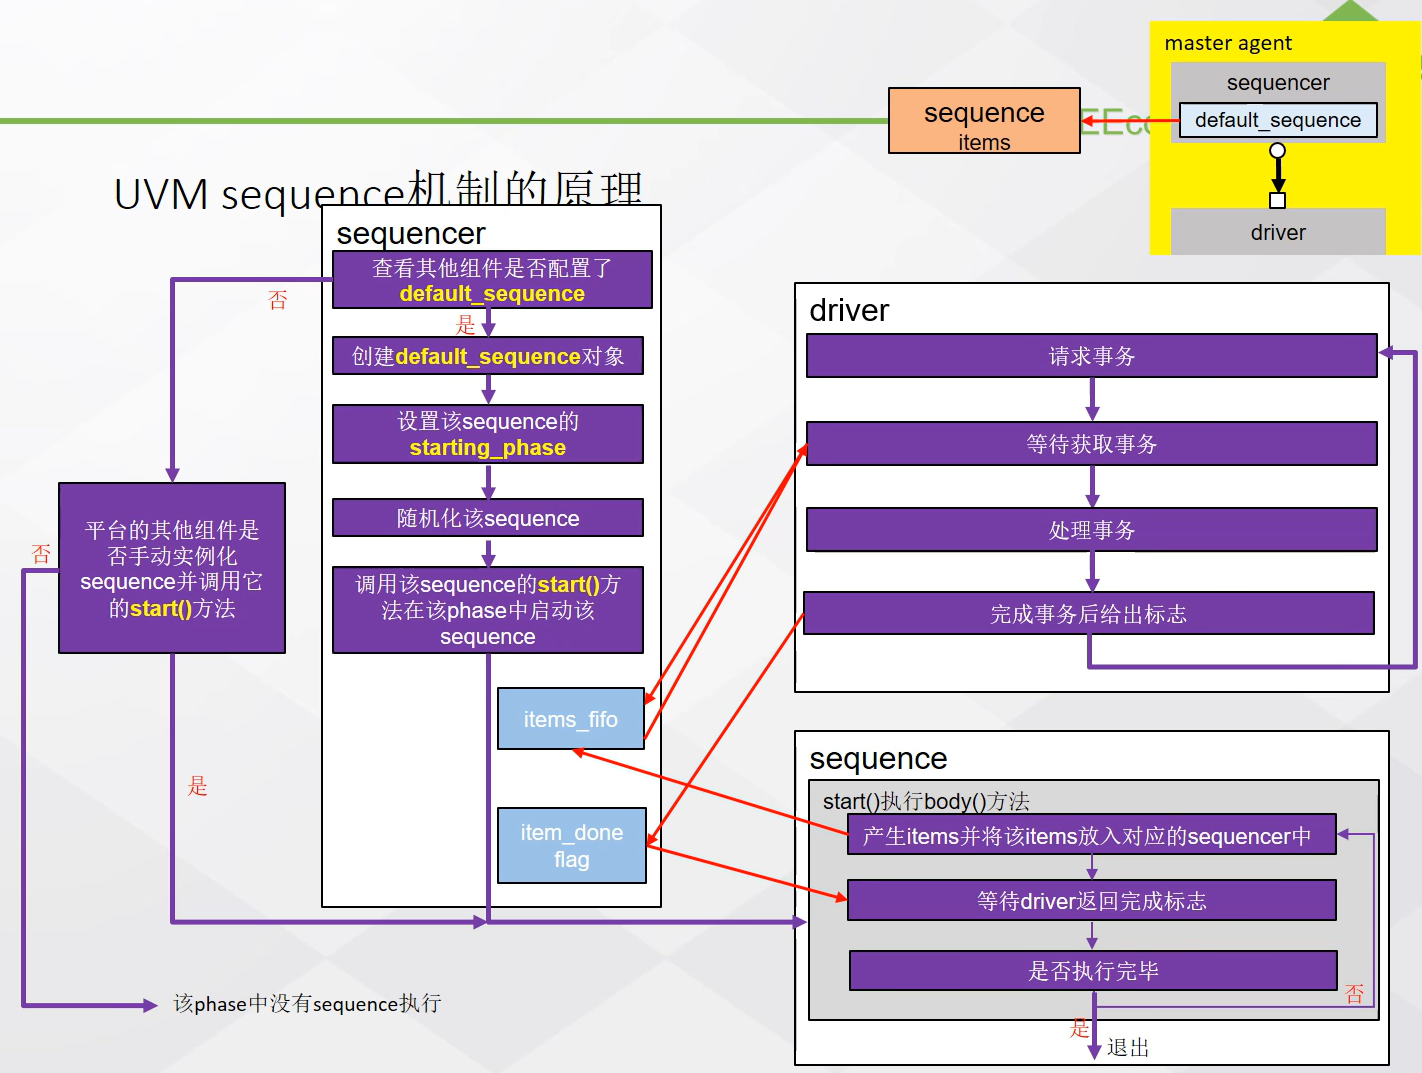 master agent
sequencer
default_sequence
driver
sequence
items
EEc
UVM sequence机制的原理
sequencer
查看其他组件是否配置了
default_sequence
否
是
创建default_sequence对象
设置该sequence的
starting_phase
随机化该sequence
调用该sequence的start()方
法在该phase中启动该
sequence
items_fifo
item_done
flag
平台的其他组件是
否手动实例化
sequence并调用它
的start()方法
否
是
该phase中没有sequence执行
driver
请求事务
等待获取事务
处理事务
完成事务后给出标志
sequence
start()执行body()方法
产生items并将该items放入对应的sequencer中
等待driver返回完成标志
是否执行完毕
否
是
退出